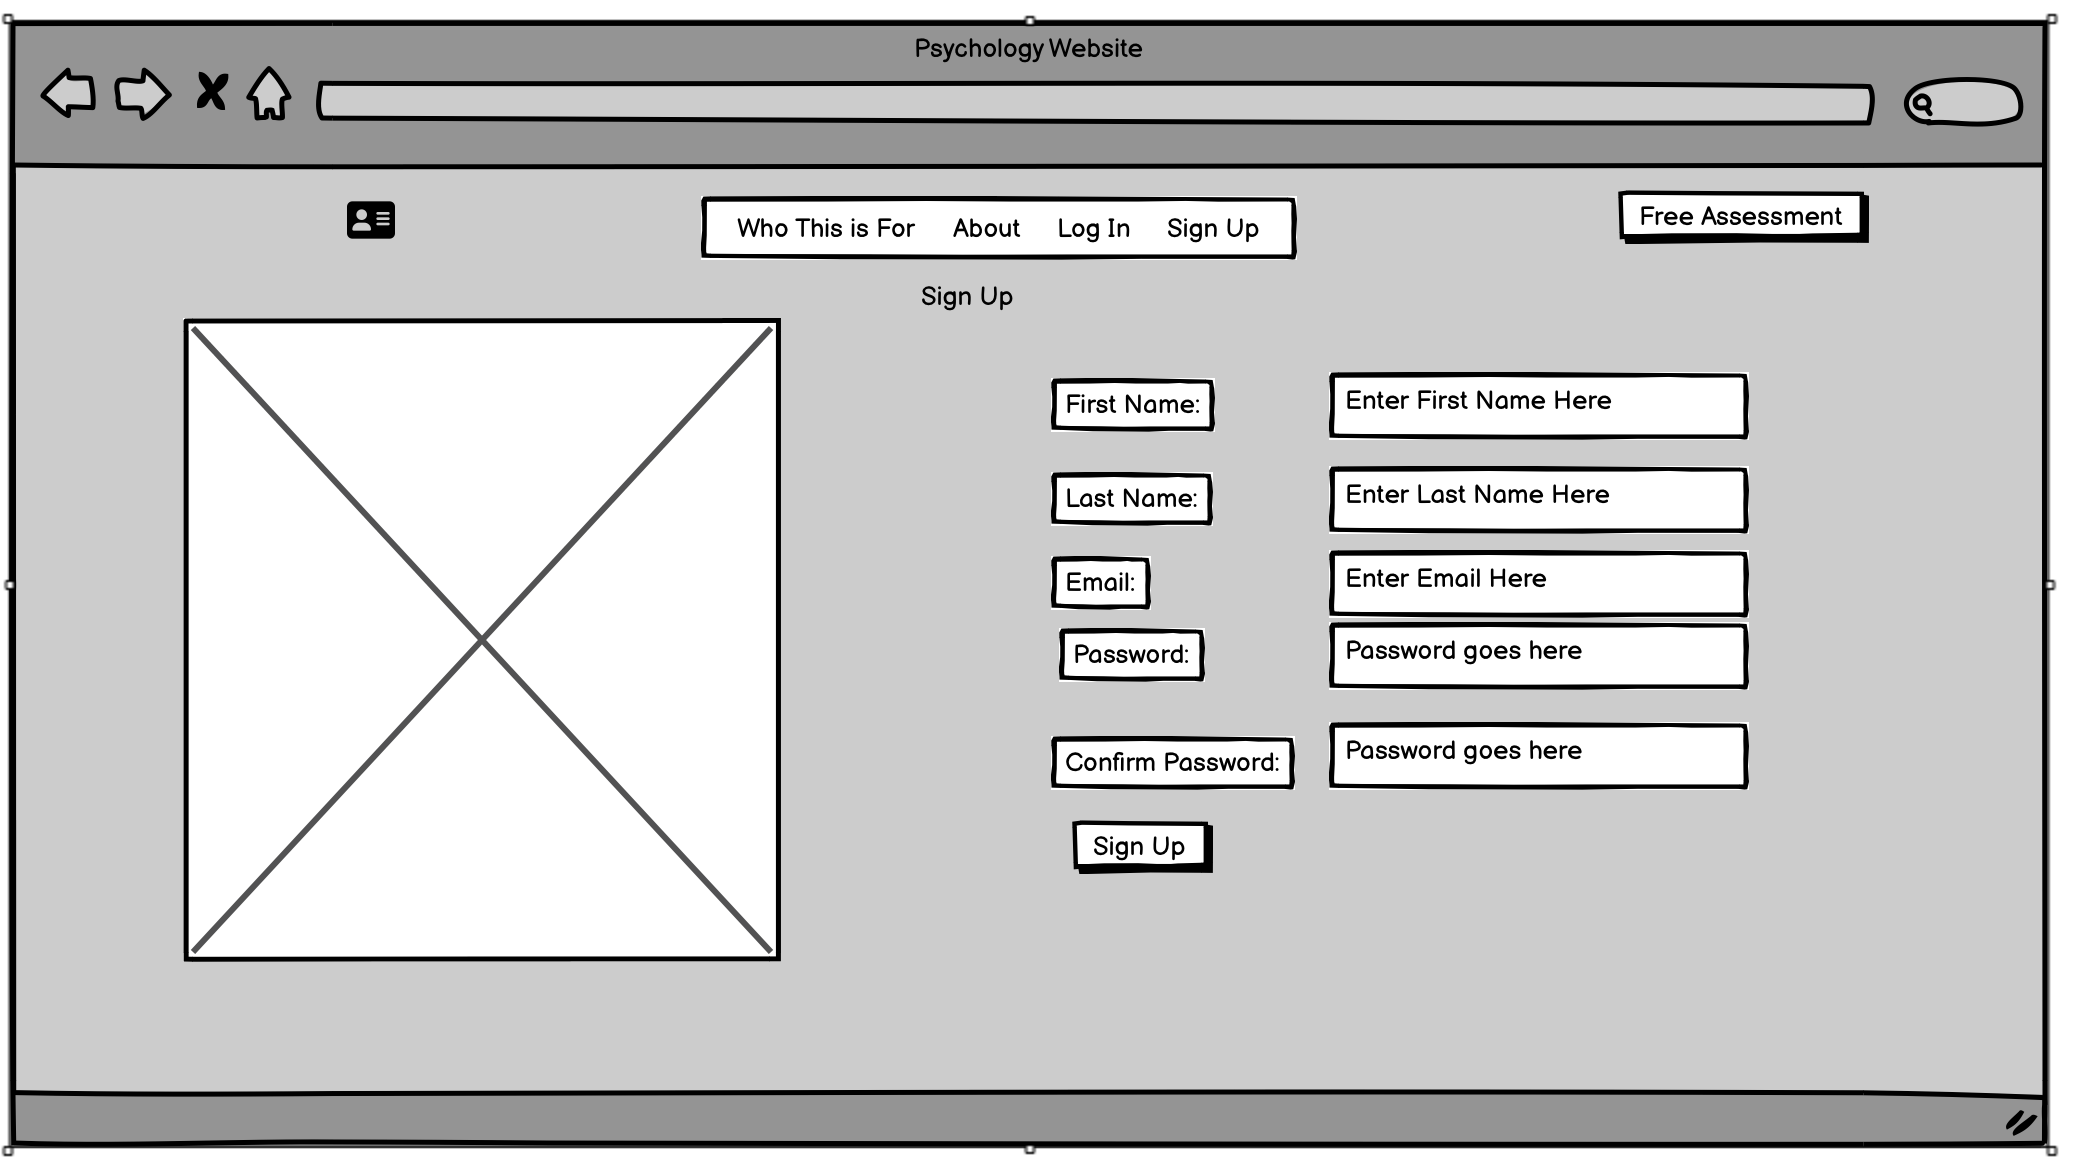 Psychology Website
Who This is For About Log In Sign Up
Free Assessment
Sign Up
First Name:
Enter First Name Here
Last Name:
Enter Last Name Here
Email:
Enter Email Here
Password:
Password goes here
Confirm Password:
Password goes here
Sign Up